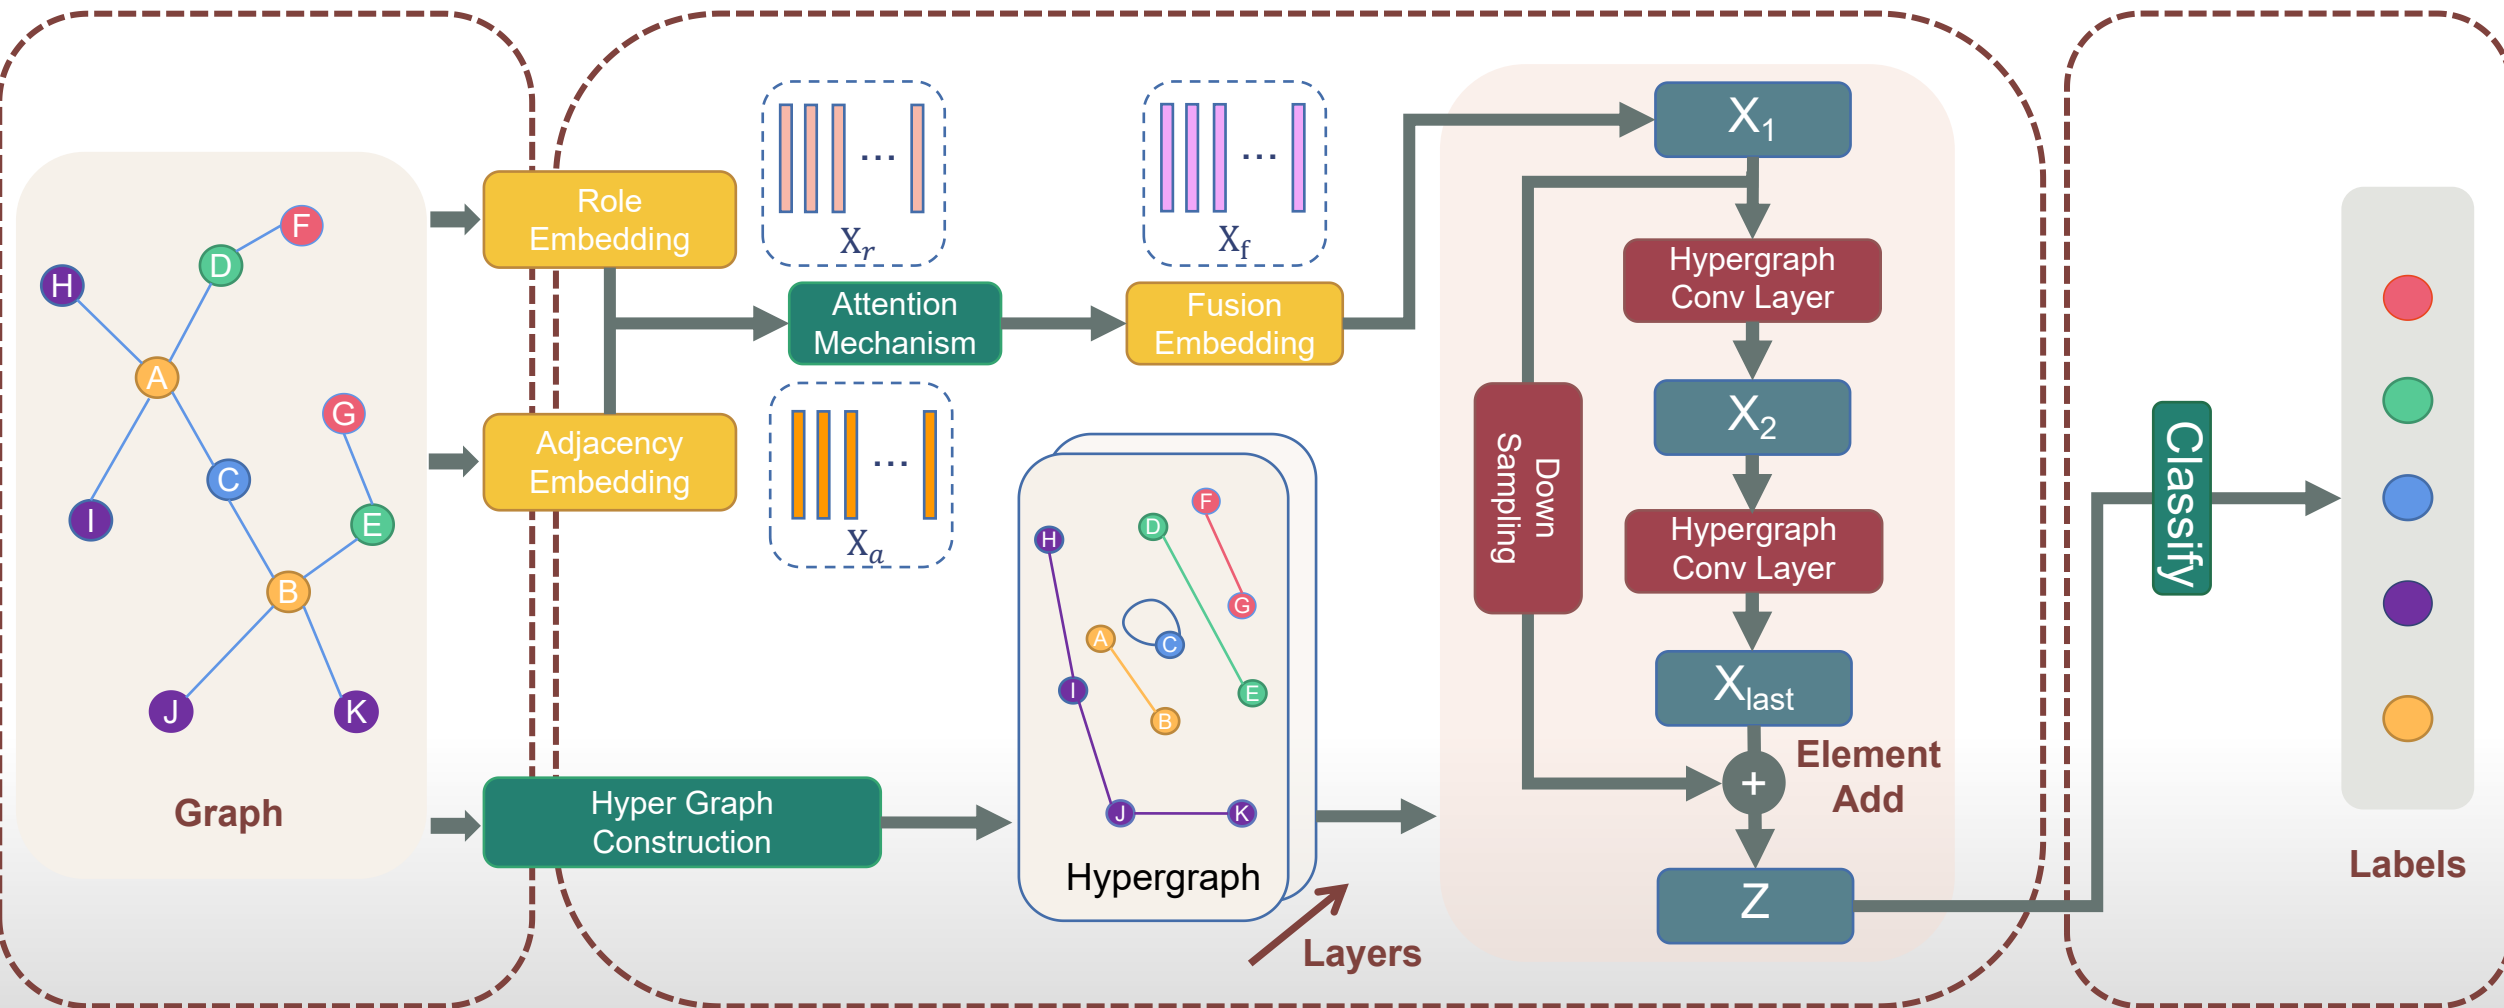 F
D
H
A
G
C
I
E
B
J
K
Graph
Role
Embedding
Adjacency
Embedding
Hyper Graph
Construction
...
Xr
Attention
Mechanism
...
Xa
...
Xf
Fusion
Embedding
F
D
H
G
A
C
I
E
B
J
K
Hypergraph
Layers
X1
Hypergraph
Conv Layer
X2
Down
Sampling
Hypergraph
Conv Layer
Xlast
+
Element
Add
Z
Classify
Labels